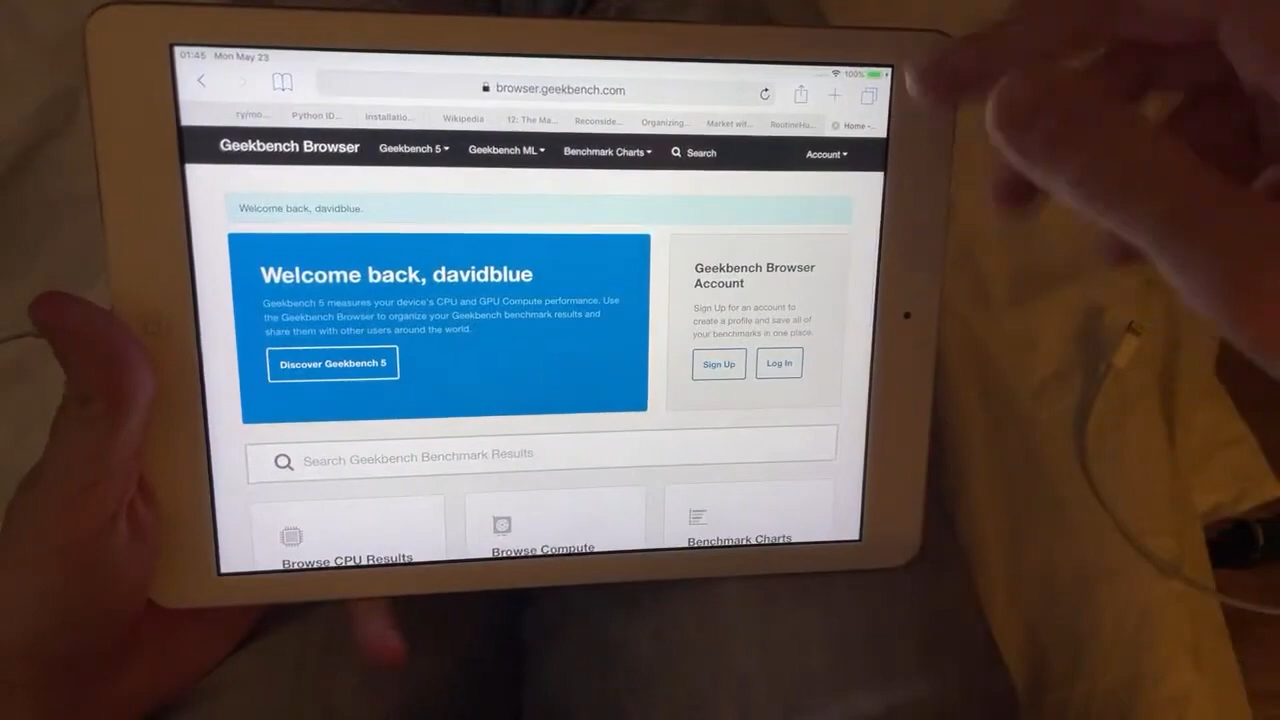 01:45 Mon May 23
100%
browser.geekbench.com
ry/mo... Python ID... Installatio... Wikipedia 12: The Ma... Reconside... Organizing... Market wit... RoutineHu... Home -...
Geekbench Browser Geekbench 5 Geekbench ML Benchmark Charts Search Account
Welcome back, davidblue.
Welcome back, davidblue
Geekbench 5 measures your device's CPU and GPU Compute performance. Use
the Geekbench Browser to organize your Geekbench benchmark results and
share them with other users around the world.
Discover Geekbench 5
Geekbench Browser
Account
Sign Up for an account to
create a profile and save all of
your benchmarks in one place.
Sign Up Log In
Search Geekbench Benchmark Results
Browse CPU Results Browse Compute Benchmark Charts